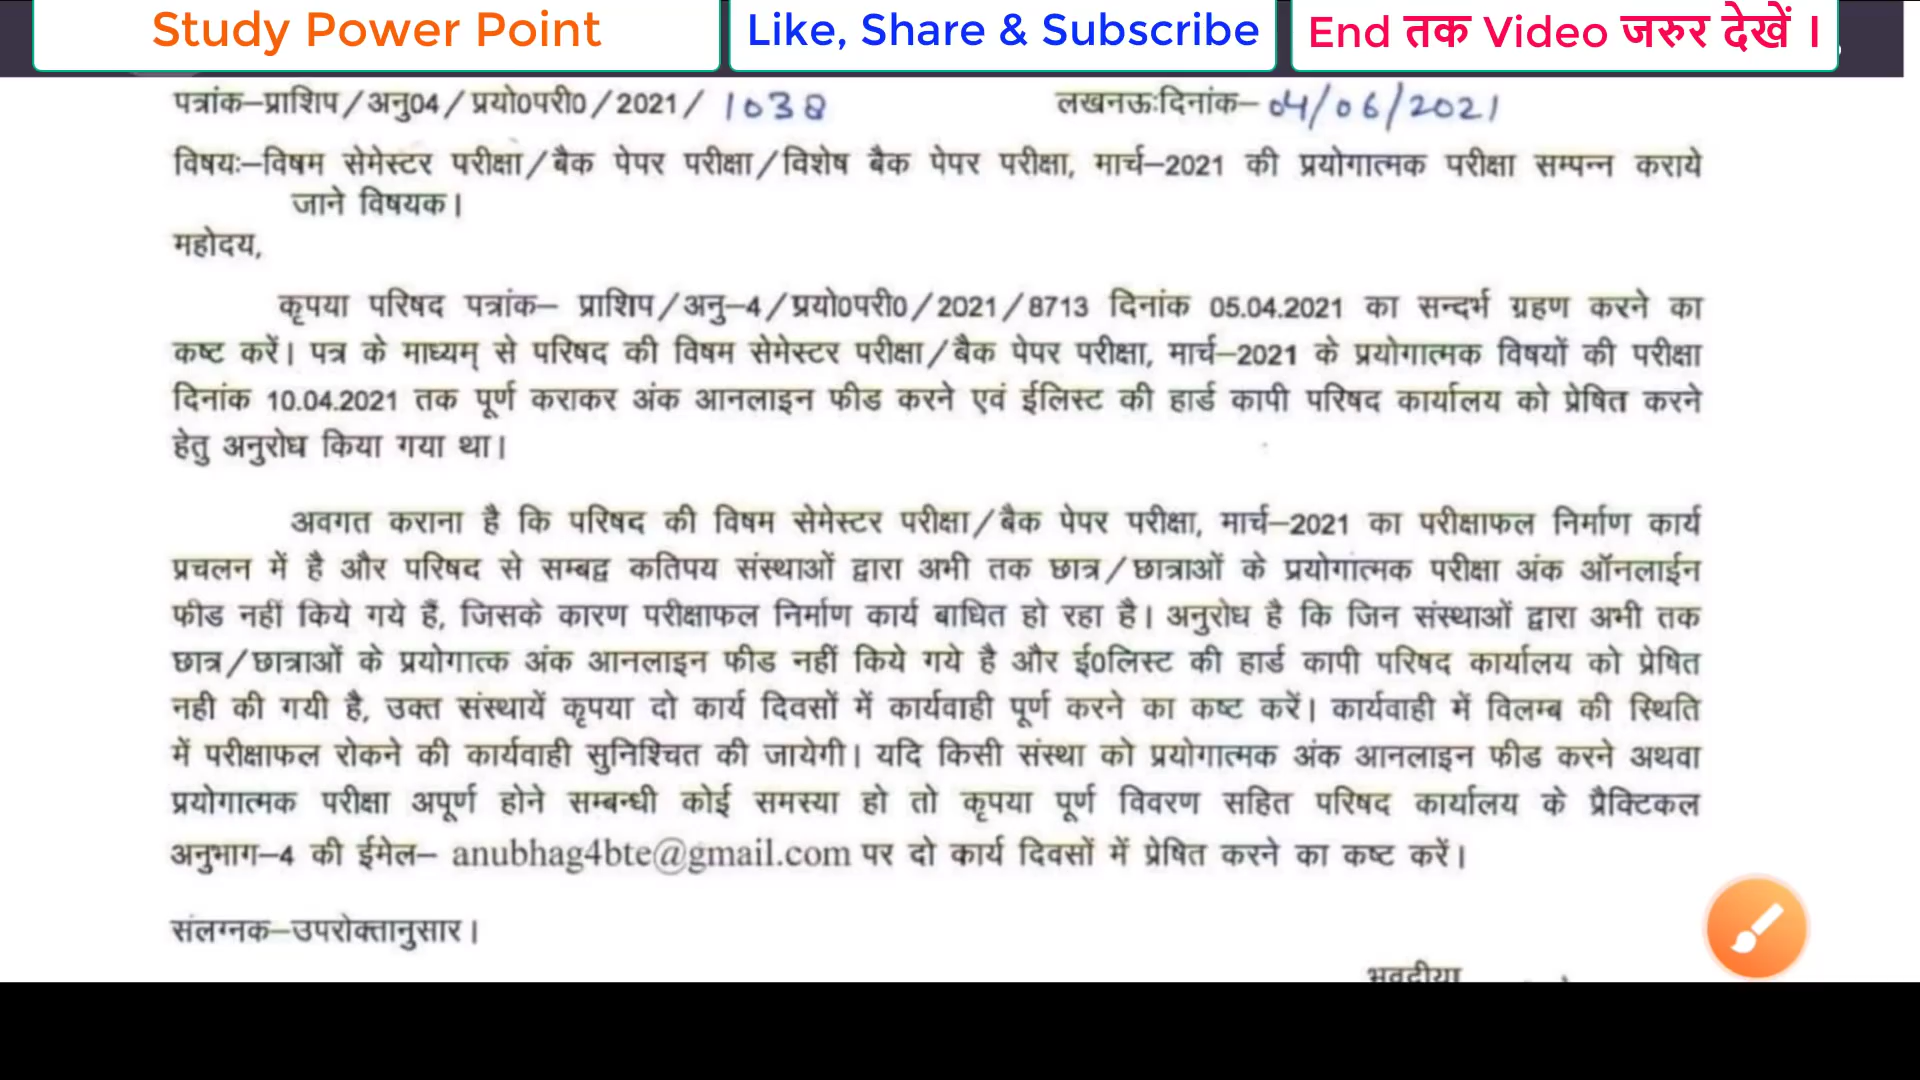 Study Power Point
Like, Share & Subscribe
End तक Video जरुर देखें ।
पत्रांक–प्राशिप/अनु04/प्रयो0परी0/2021/ 1038 लखनऊःदिनांक– 04/06/2021
विषयः–विषम सेमेस्टर परीक्षा/बैक पेपर परीक्षा/विशेष बैक पेपर परीक्षा, मार्च–2021 की प्रयोगात्मक परीक्षा सम्पन्न कराये
जाने विषयक।
महोदय,
कृपया परिषद पत्रांक– प्राशिप/अनु–4/प्रयो0परी0/2021/8713 दिनांक 05.04.2021 का सन्दर्भ ग्रहण करने का
कष्ट करें। पत्र के माध्यम् से परिषद की विषम सेमेस्टर परीक्षा/बैक पेपर परीक्षा, मार्च–2021 के प्रयोगात्मक विषयों की परीक्षा
दिनांक 10.04.2021 तक पूर्ण कराकर अंक आनलाइन फीड करने एवं ईलिस्ट की हार्ड कापी परिषद कार्यालय को प्रेषित करने
हेतु अनुरोध किया गया था।
अवगत कराना है कि परिषद की विषम सेमेस्टर परीक्षा/बैक पेपर परीक्षा, मार्च–2021 का परीक्षाफल निर्माण कार्य
प्रचलन में है और परिषद से सम्बद्व कतिपय संस्थाओं द्वारा अभी तक छात्र/छात्राओं के प्रयोगात्मक परीक्षा अंक ऑनलाईन
फीड नहीं किये गये हैं, जिसके कारण परीक्षाफल निर्माण कार्य बाधित हो रहा है। अनुरोध है कि जिन संस्थाओं द्वारा अभी तक
छात्र/छात्राओं के प्रयोगात्क अंक आनलाइन फीड नहीं किये गये है और ई0लिस्ट की हार्ड कापी परिषद कार्यालय को प्रेषित
नही की गयी है, उक्त संस्थायें कृपया दो कार्य दिवसों में कार्यवाही पूर्ण करने का कष्ट करें। कार्यवाही में विलम्ब की स्थिति
में परीक्षाफल रोकने की कार्यवाही सुनिश्चित की जायेगी। यदि किसी संस्था को प्रयोगात्मक अंक आनलाइन फीड करने अथवा
प्रयोगात्मक परीक्षा अपूर्ण होने सम्बन्धी कोई समस्या हो तो कृपया पूर्ण विवरण सहित परिषद कार्यालय के प्रैक्टिकल
अनुभाग–4 की ईमेल– anubhag4bte@gmail.com पर दो कार्य दिवसों में प्रेषित करने का कष्ट करें।
संलग्नक–उपरोक्तानुसार।
भवदीया